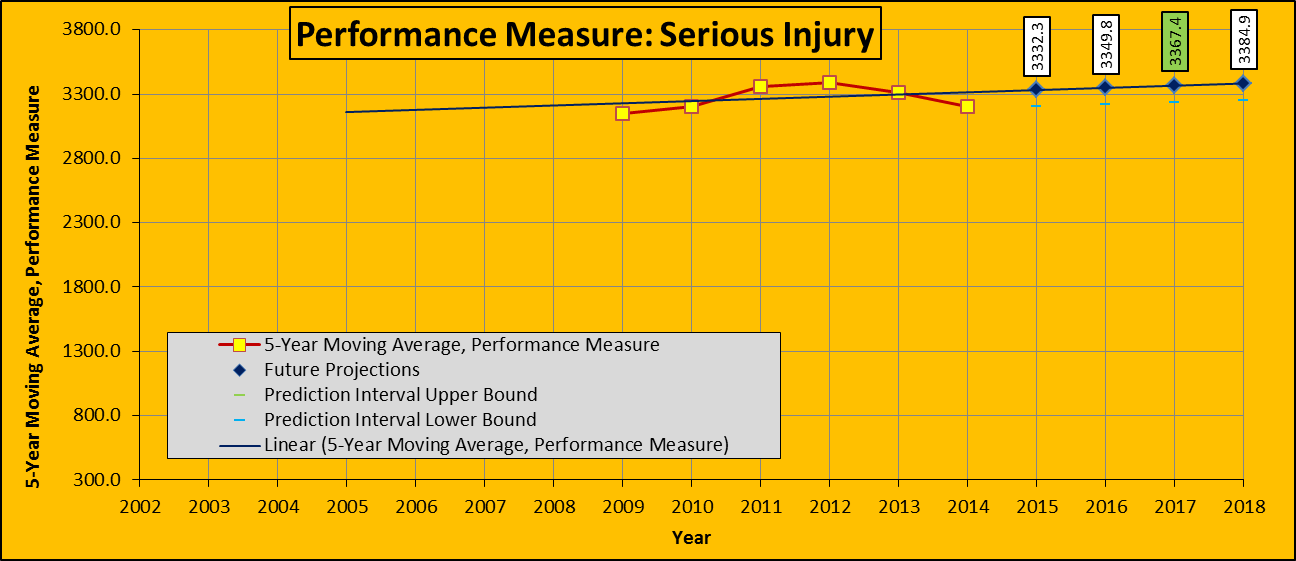 Performance Measure: Serious Injury
3332.3
3349.8
3367.4
3384.9
5-Year Moving Average, Performance Measure
3800.0
3300.0
2800.0
2300.0
1800.0
1300.0
800.0
300.0
5-Year Moving Average, Performance Measure
Future Projections
Prediction Interval Upper Bound
Prediction Interval Lower Bound
Linear (5-Year Moving Average, Performance Measure)
2002 2003 2004 2005 2006 2007 2008 2009 2010 2011 2012 2013 2014 2015 2016 2017 2018
Year